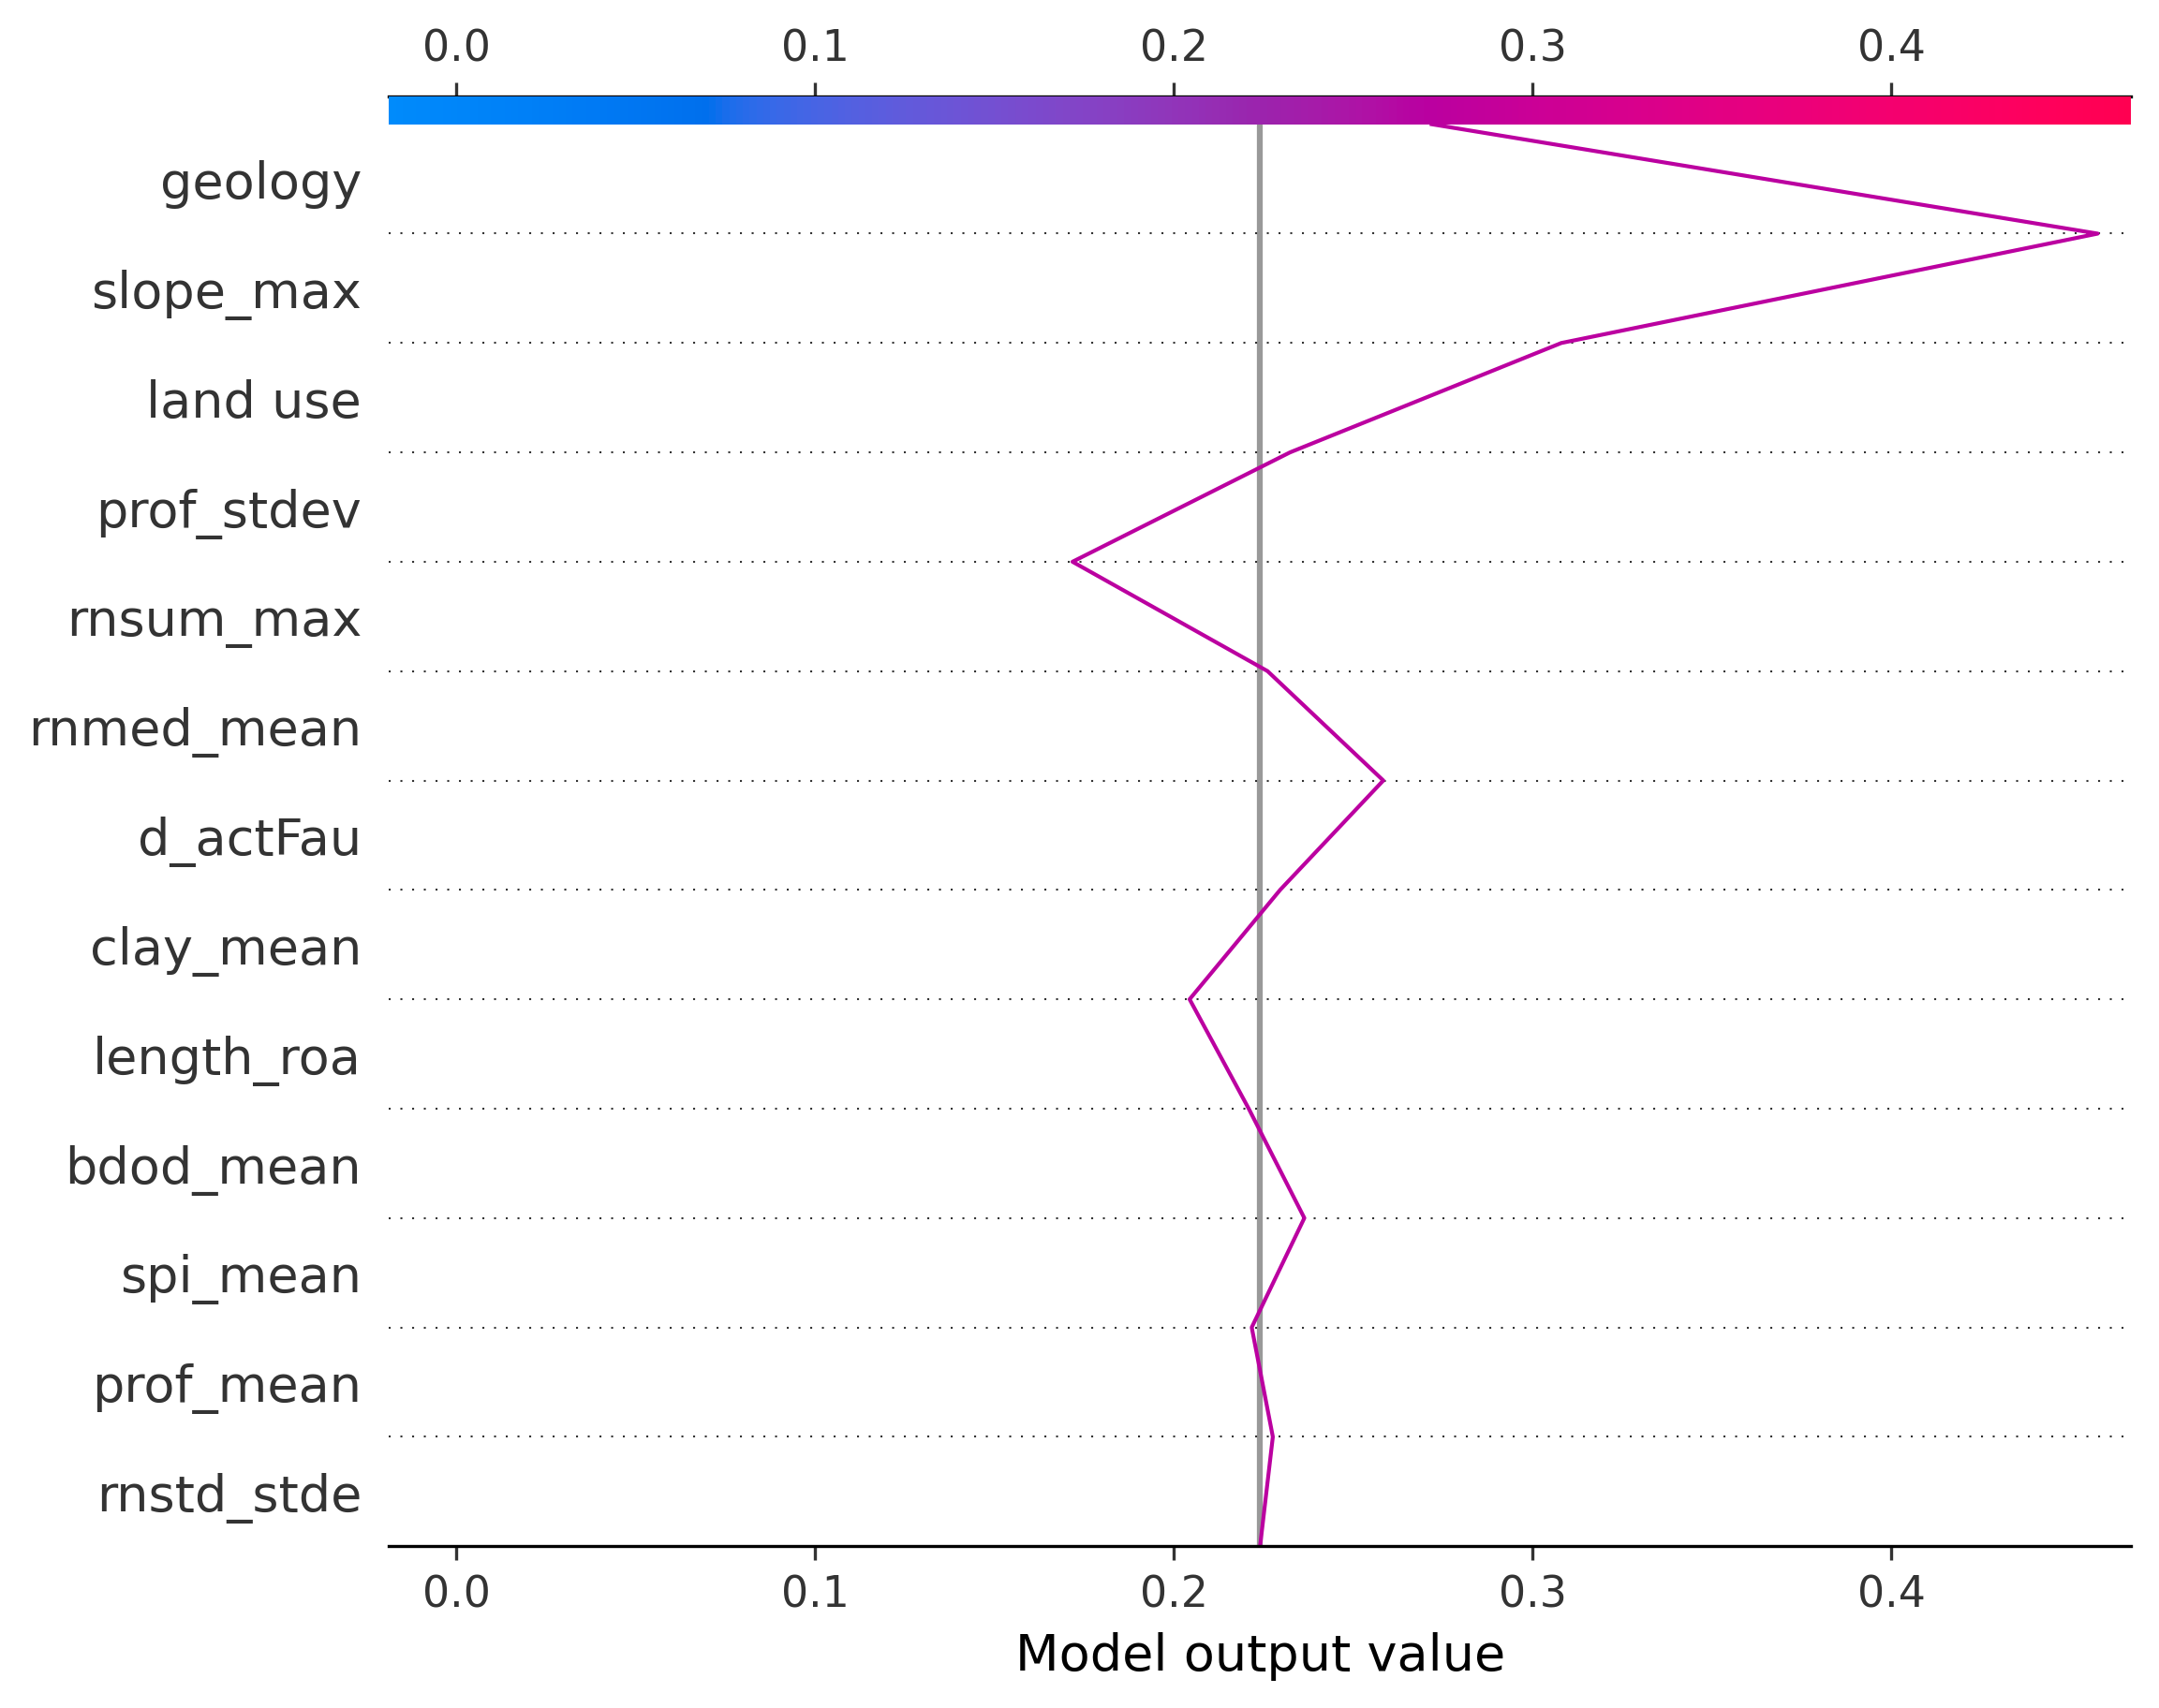 0.0 0.1 0.2 0.3 0.4
geology
slope_max
land use
prof_stdev
rnsum_max
rnmed_mean
d_actFau
clay_mean
length_roa
bdod_mean
spi_mean
prof_mean
rnstd_stde
0.0 0.1 0.2 0.3 0.4
Model output value